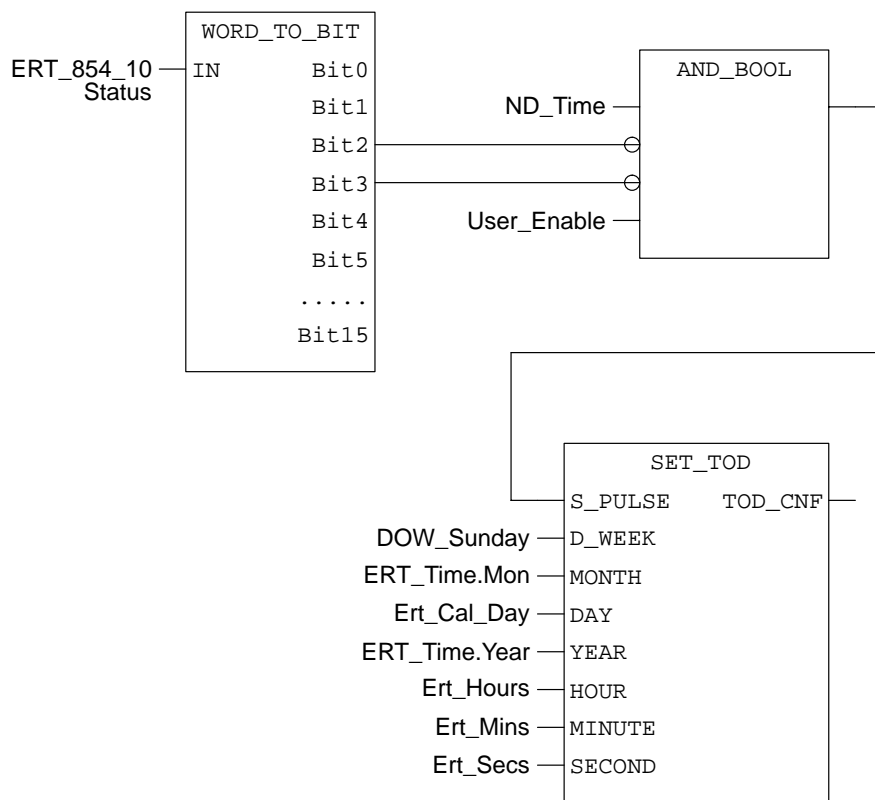 WORD_TO_BIT
ERT_854_10
Status
IN
Bit0
Bit1
Bit2
Bit3
Bit4
Bit5
.....
Bit15
AND_BOOL
ND_Time
User_Enable
SET_TOD
S_PULSE TOD_CNF
DOW_Sunday D_WEEK
ERT_Time.Mon MONTH
Ert_Cal_Day DAY
ERT_Time.Year YEAR
Ert_Hours HOUR
Ert_Mins MINUTE
Ert_Secs SECOND